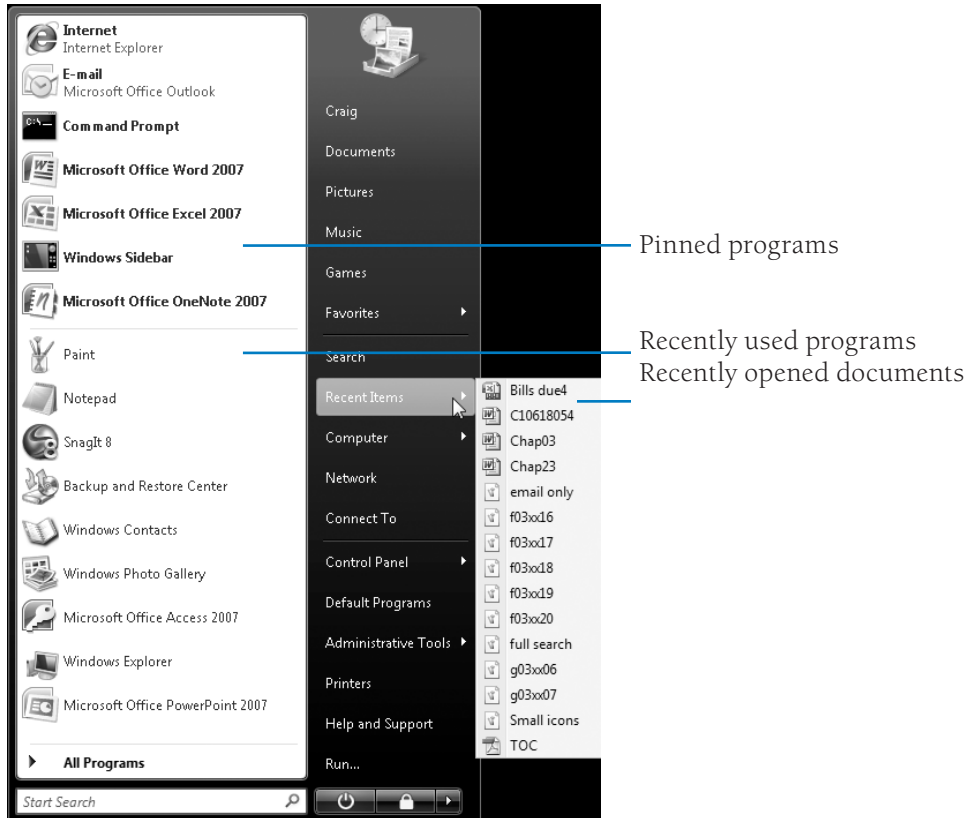 Internet
Internet Explorer
E-mail
Microsoft Office Outlook
C:\
Command Prompt
Microsoft Office Word 2007
Microsoft Office Excel 2007
Windows Sidebar
Microsoft Office OneNote 2007
Paint
Notepad
SnagIt 8
Backup and Restore Center
Windows Contacts
Windows Photo Gallery
Microsoft Office Access 2007
Windows Explorer
Microsoft Office PowerPoint 2007
All Programs
Start Search
Craig
Documents
Pictures
Music
Games
Favorites
Search
Recent Items
Computer
Network
Connect To
Control Panel
Default Programs
Administrative Tools
Printers
Help and Support
Run...
Bills due4
C10618054
Chap03
Chap23
email only
f03xx16
f03xx17
f03xx18
f03xx19
f03xx20
full search
g03xx06
g03xx07
Small icons
TOC
Pinned programs
Recently used programs
Recently opened documents